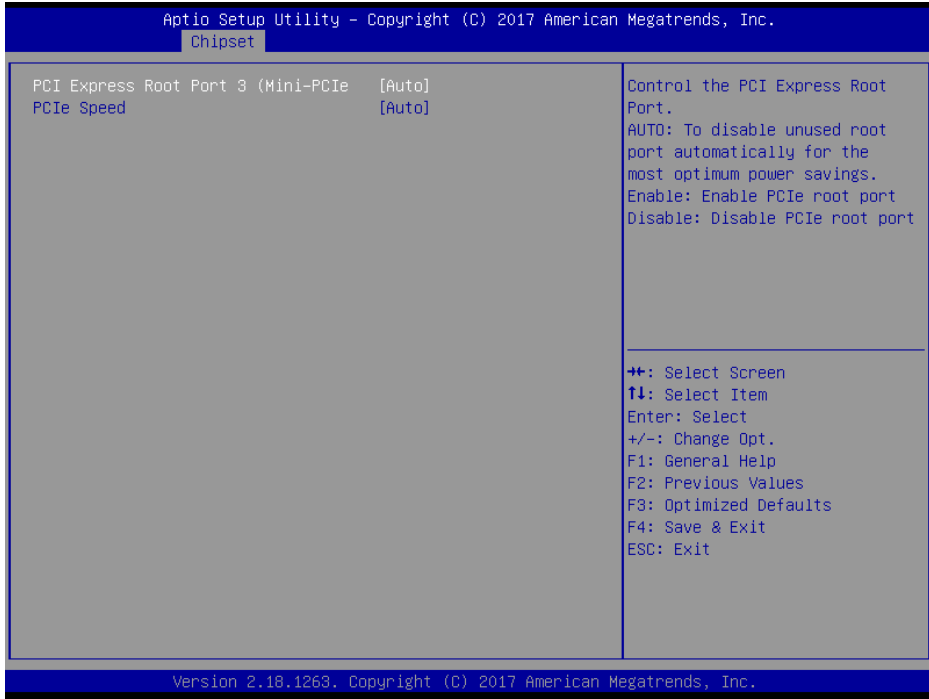 Aptio Setup Utility – Copyright (C) 2017 American Megatrends, Inc.
Chipset
PCI Express Root Port 3 (Mini-PCIe [Auto]
PCIe Speed [Auto]
Control the PCI Express Root
Port.
AUTO: To disable unused root
port automatically for the
most optimum power savings.
Enable: Enable PCIe root port
Disable: Disable PCIe root port
→←: Select Screen
↑↓: Select Item
Enter: Select
+/-: Change Opt.
F1: General Help
F2: Previous Values
F3: Optimized Defaults
F4: Save & Exit
ESC: Exit
Version 2.18.1263. Copyright (C) 2017 American Megatrends, Inc.